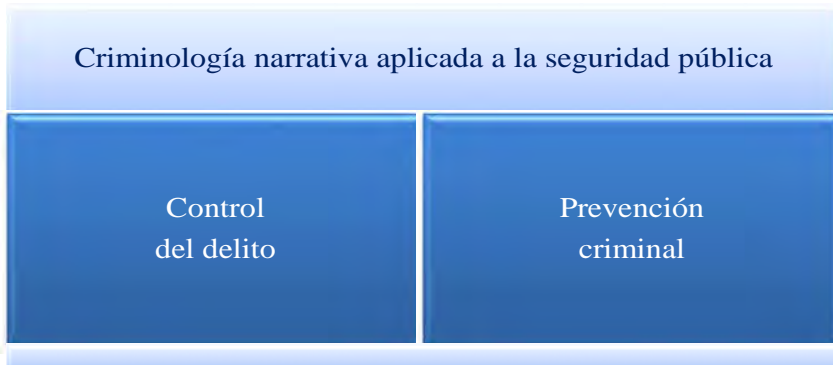 Criminología narrativa aplicada a la seguridad pública
Control
del delito
Prevención
criminal